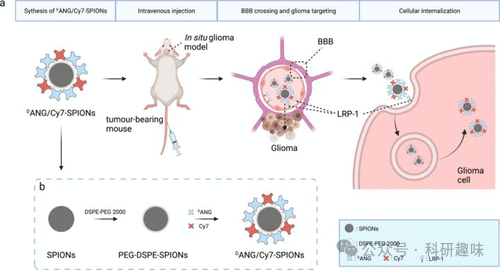 a
Sythesis of ᴰANG/Cy7-SPIONs
Intravenous injection
BBB crossing and glioma targeting
Cellular internalization
In situ glioma
model
BBB
ᴰANG/Cy7-SPIONs
tumour-bearing
mouse
LRP-1
Glioma
Glioma
cell
b
DSPE-PEG 2000
ᴰANG
Cy7
SPIONs
PEG-DSPE-SPIONs
ᴰANG/Cy7-SPIONs
: SPIONs
: DSPE-PEG 2000
: ᴰANG
: Cy7
: LRP-1
公众号 · 科研趣味